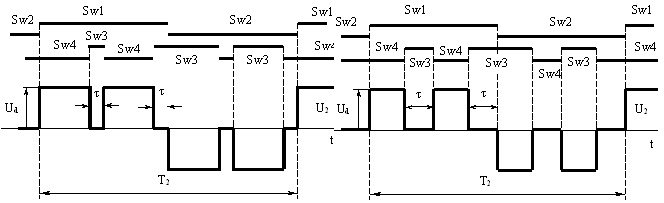 Sw1 Sw1 Sw1 Sw1
Sw2 Sw2 Sw2 Sw2
Sw3
Sw4 Sw4 Sw4 Sw4 Sw4
Sw3 Sw3 Sw3 Sw3 Sw3
Sw4 Sw4
τ τ τ τ
Ud U2 Ud U2
t t
T2 T2